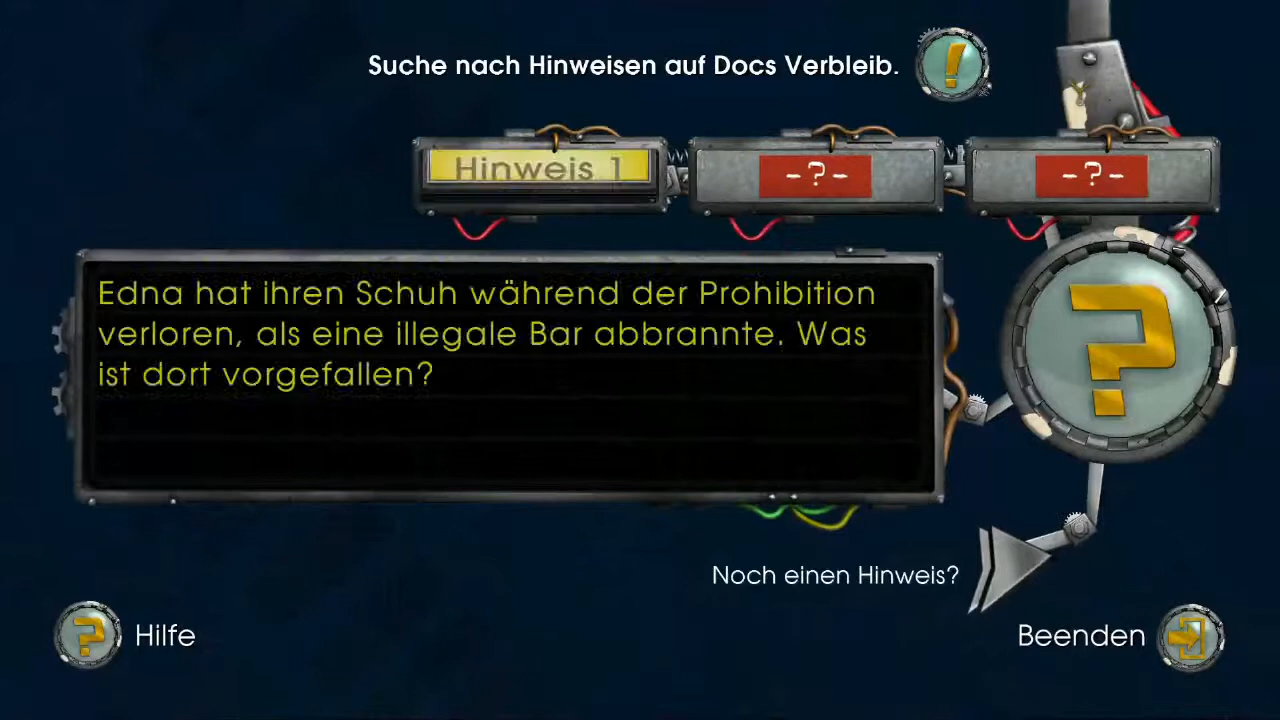 Suche nach Hinweisen auf Docs Verbleib.
Hinweis 1
-?-
-?-
Edna hat ihren Schuh während der Prohibition
verloren, als eine illegale Bar abbrannte. Was
ist dort vorgefallen?
Noch einen Hinweis?
Hilfe
Beenden